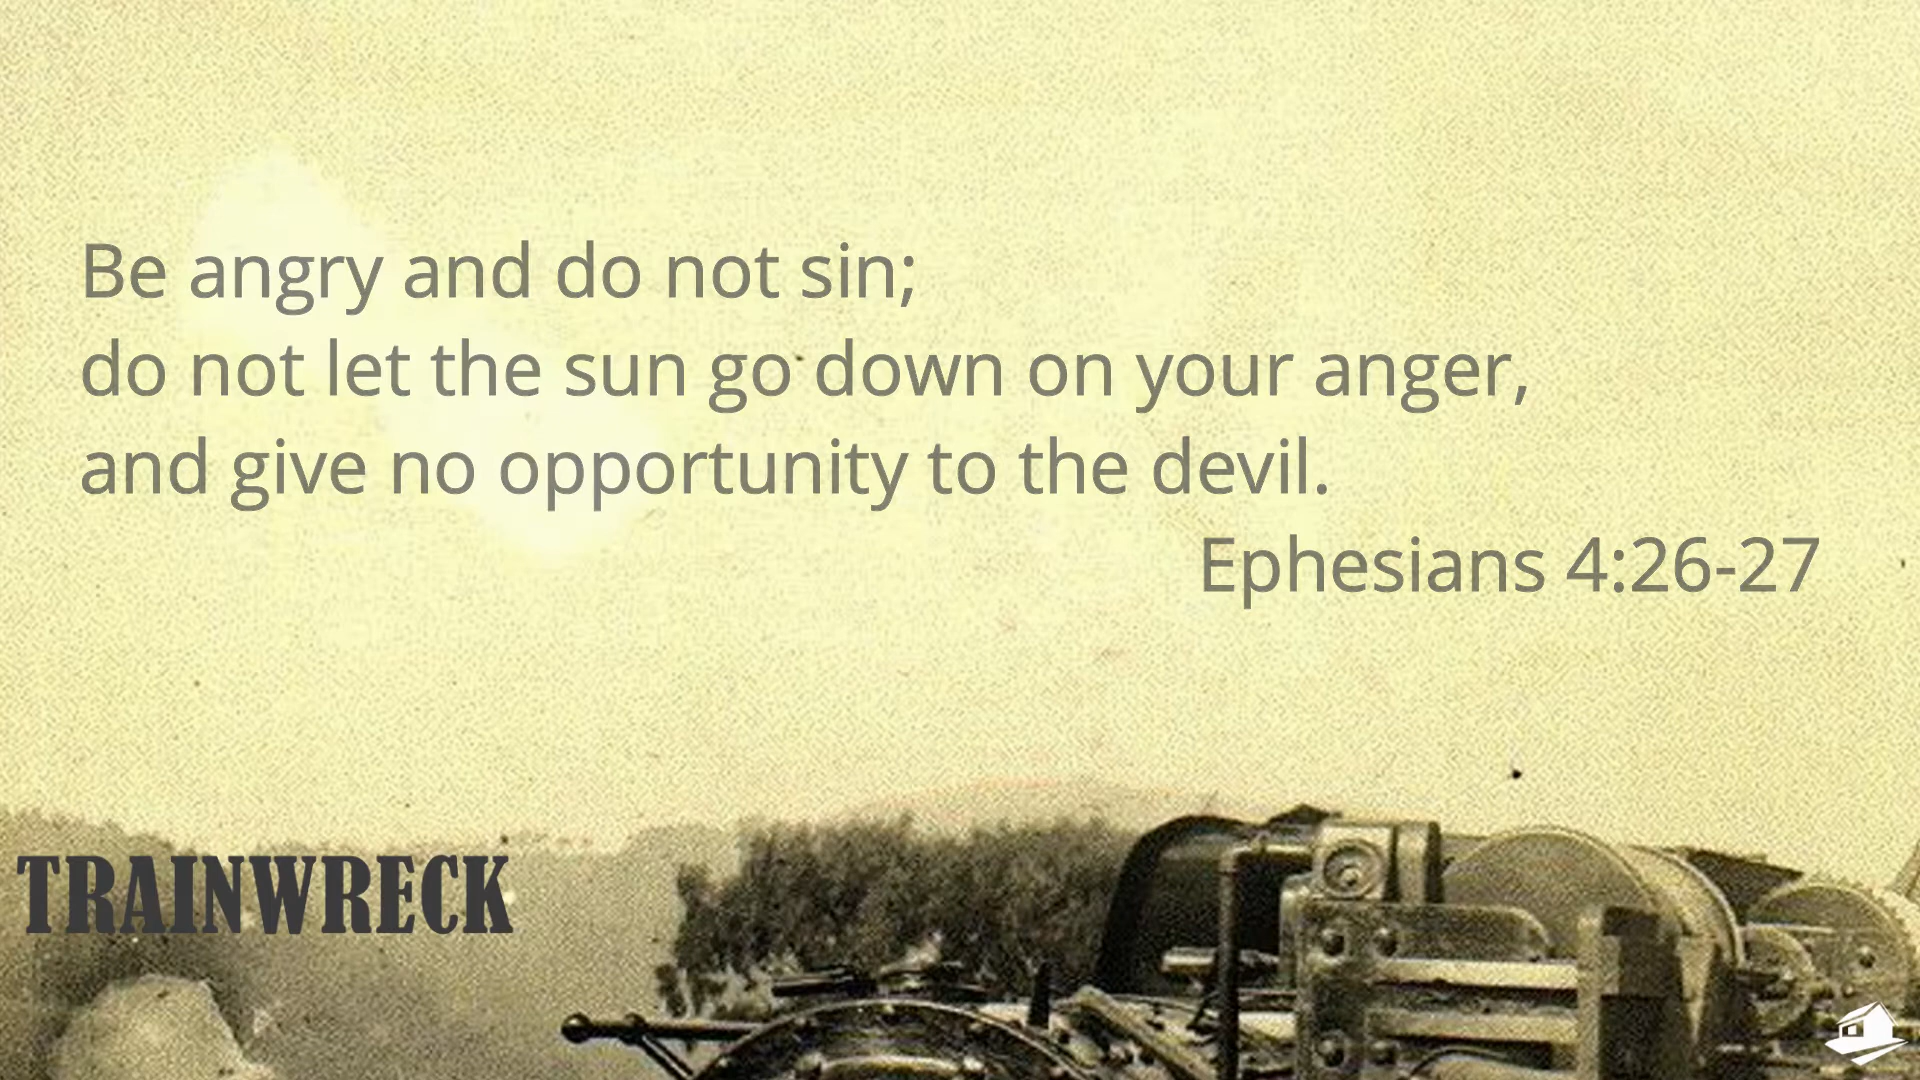 Be angry and do not sin;
do not let the sun go down on your anger,
and give no opportunity to the devil.
Ephesians 4:26-27
TRAINWRECK